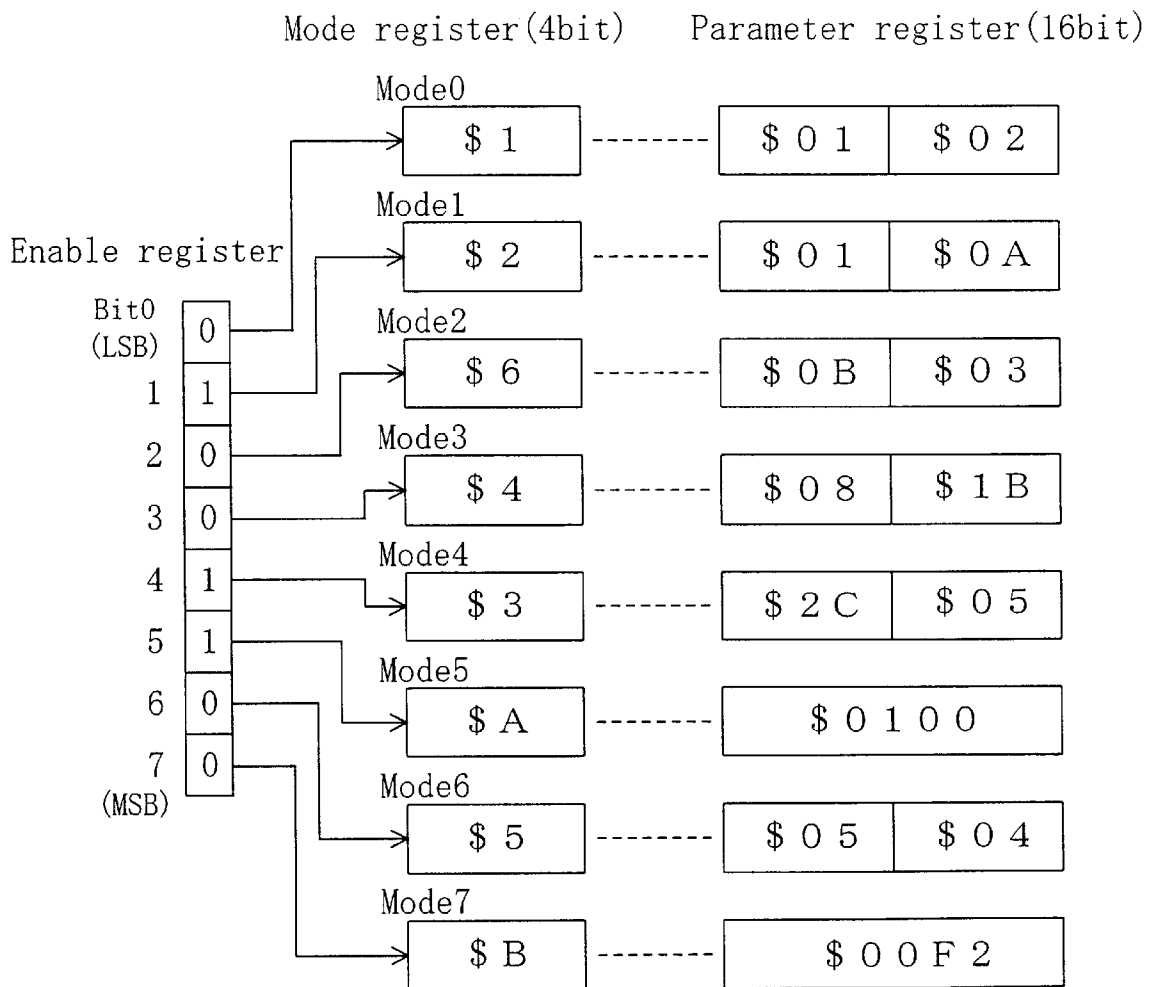 Mode register(4bit) Parameter register(16bit)
Mode0
$1 $01 $02
Mode1
$2 $01 $0A
Enable register
Bit0
(LSB)
0
Mode2
$6 $0B $03
1 1
2 0
Mode3
$4 $08 $1B
3 0
Mode4
4 1
$3 $2C $05
5 1
Mode5
6 0
$A $0100
7 0
(MSB)
Mode6
$5 $05 $04
Mode7
$B $00F2